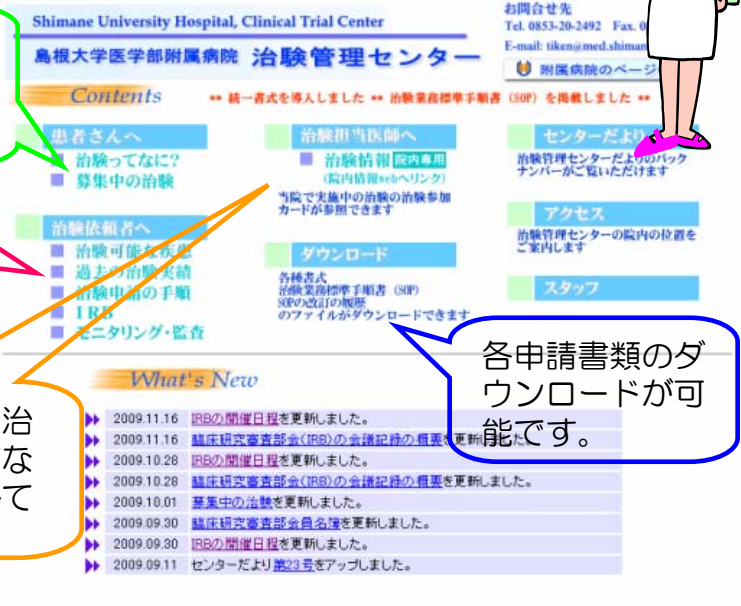 Shimane University Hospital, Clinical Trial Center
島根大学医学部附属病院 治験管理センター
お問合せ先
Tel. 0853-20-2492 Fax. 0
E-mail: tiken@med.shiman
附属病院のページ
Contents
** 統一書式を導入しました ** 治験業務標準手順書 (SOP) を掲載しました **
患者さんへ
治験ってなに?
募集中の治験
治験依頼者へ
治験可能な疾患
過去の治験実績
治験申請の手順
IRB
モニタリング・監査
治験担当医師へ
治験情報 院内専用
(院内情報webへリンク)
当院で実施中の治験の治験参加
カードが参照できます
ダウンロード
各種書式
治験業務標準手順書 (SOP)
SOPの改訂の履歴
のファイルがダウンロードできます
センターだより
治験管理センターだよりのバック
ナンバーがご覧いただけます
アクセス
治験管理センターの院内の位置を
ご案内します
スタッフ
各申請書類のダ
ウンロードが可
能です。
What's New
治
な
て
2009.11.16 IRBの開催日程を更新しました。
2009.11.16 臨床研究審査部会(IRB)の会議記録の概要を更新しました。
2009.10.28 IRBの開催日程を更新しました。
2009.10.28 臨床研究審査部会(IRB)の会議記録の概要を更新しました。
2009.10.01 募集中の治験を更新しました。
2009.09.30 臨床研究審査部会員名簿を更新しました。
2009.09.30 IRBの開催日程を更新しました。
2009.09.11 センターだより第23号をアップしました。